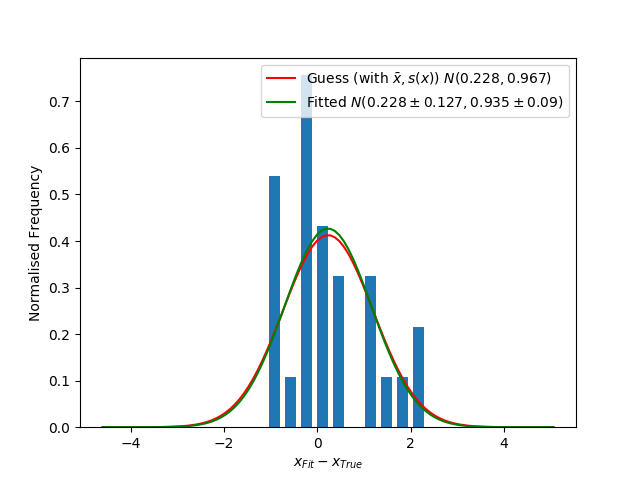 Guess (with x̄, s(x)) N(0.228, 0.967)
Fitted N(0.228 ± 0.127, 0.935 ± 0.09)
Normalised Frequency
0.7
0.6
0.5
0.4
0.3
0.2
0.1
0.0
−4 −2 0 2 4
x_Fit − x_True